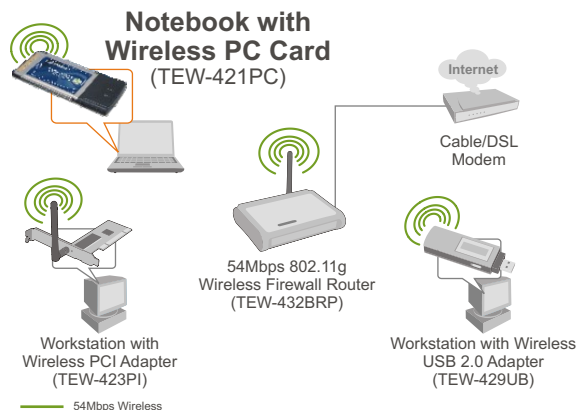 Notebook with
Wireless PC Card
(TEW-421PC)
Internet
Cable/DSL
Modem
54Mbps 802.11g
Wireless Firewall Router
(TEW-432BRP)
Workstation with
Wireless PCI Adapter
(TEW-423PI)
Workstation with Wireless
USB 2.0 Adapter
(TEW-429UB)
54Mbps Wireless